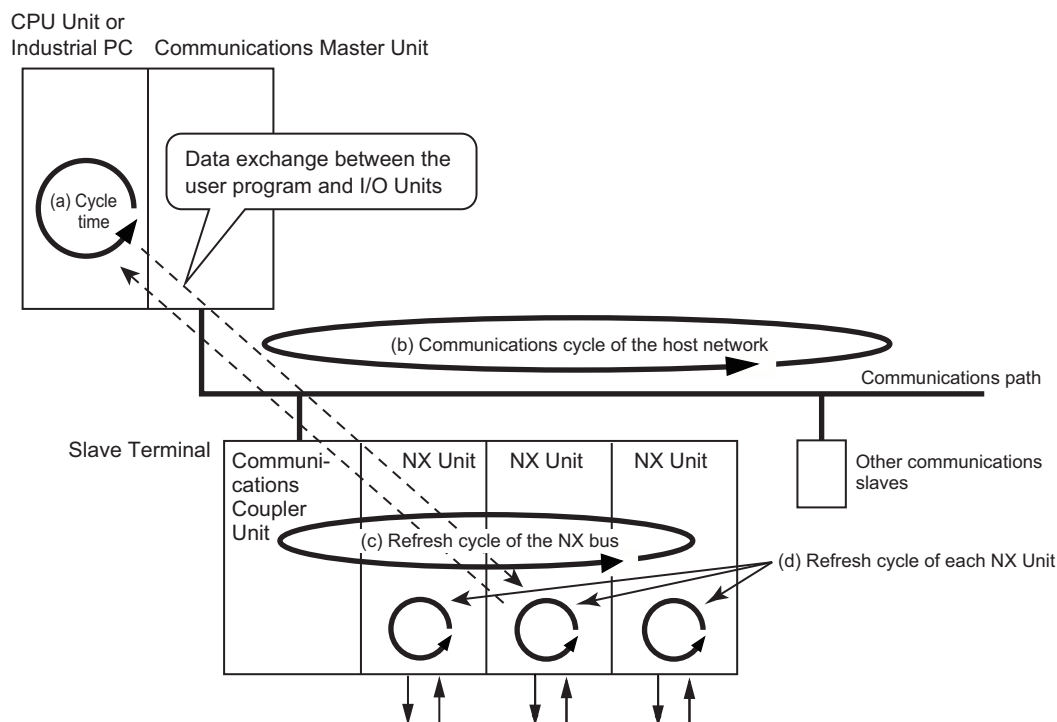 CPU Unit or
Industrial PC
Communications Master Unit
Data exchange between the
user program and I/O Units
(a) Cycle
time
(b) Communications cycle of the host network
Communications path
Slave Terminal
Communi-
cations
Coupler
Unit
NX Unit
NX Unit
NX Unit
Other communications
slaves
(c) Refresh cycle of the NX bus
(d) Refresh cycle of each NX Unit